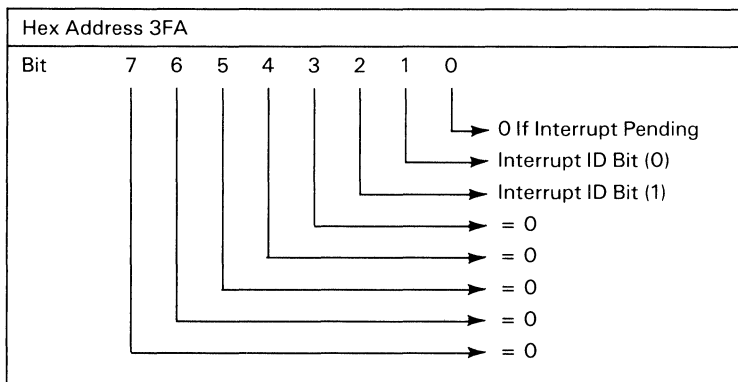 Hex Address 3FA
Bit 7 6 5 4 3 2 1 0
0 If Interrupt Pending
Interrupt ID Bit (0)
Interrupt ID Bit (1)
= 0
= 0
= 0
= 0
= 0